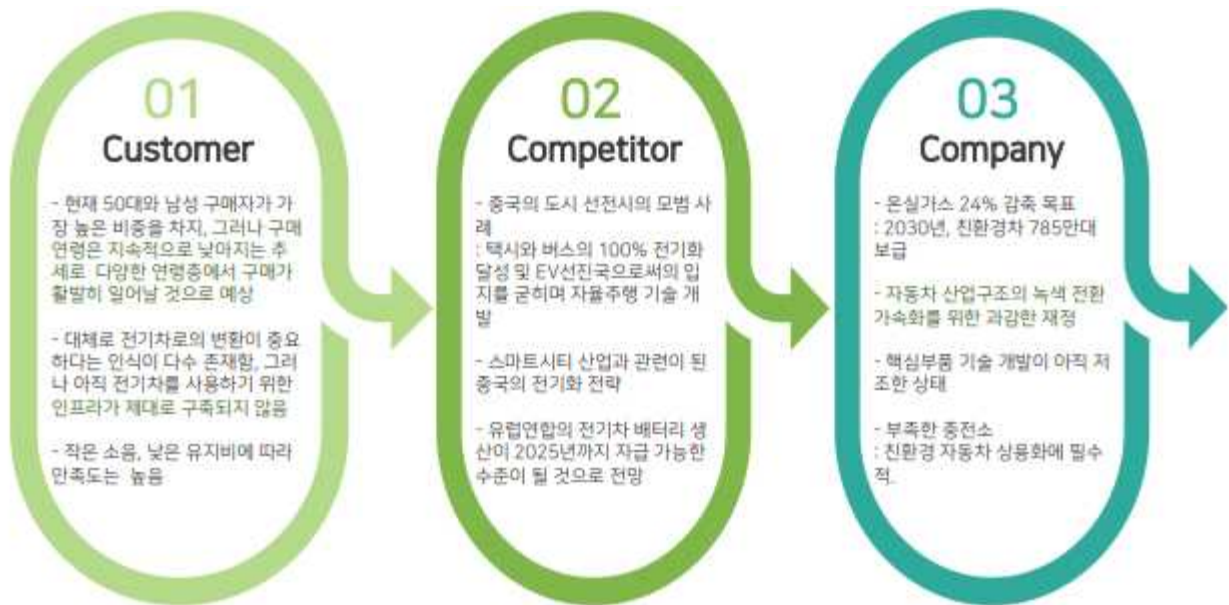 01
Customer
- 현재 50대와 남성 구매자가 가
장 높은 비중을 차지, 그러나 구매
연령은 지속적으로 낮아지는 추
세로 다양한 연령층에서 구매가
활발히 일어날 것으로 예상
- 대체로 전기차로의 변환이 중요
하다는 인식이 다수 존재함, 그러
나 아직 전기차를 사용하기 위한
인프라가 제대로 구축되지 않음
- 작은 소음, 낮은 유지비에 따라
만족도는 높음
02
Competitor
- 중국의 도시 선전시의 모범 사
례
: 택시와 버스의 100% 전기화
달성 및 EV선진국으로써의 입
지를 굳히며 자율주행 기술 개
발
- 스마트시티 산업과 관련이 된
중국의 전기화 전략
- 유럽연합의 전기차 배터리 생
산이 2025년까지 자급 가능한
수준이 될 것으로 전망
03
Company
- 온실가스 24% 감축 목표
: 2030년, 친환경차 785만대
보급
- 자동차 산업구조의 녹색 전환
가속화를 위한 과감한 재정
- 핵심부품 기술 개발이 아직 저
조한 상태
- 부족한 충전소
: 친환경 자동차 상용화에 필수
적.